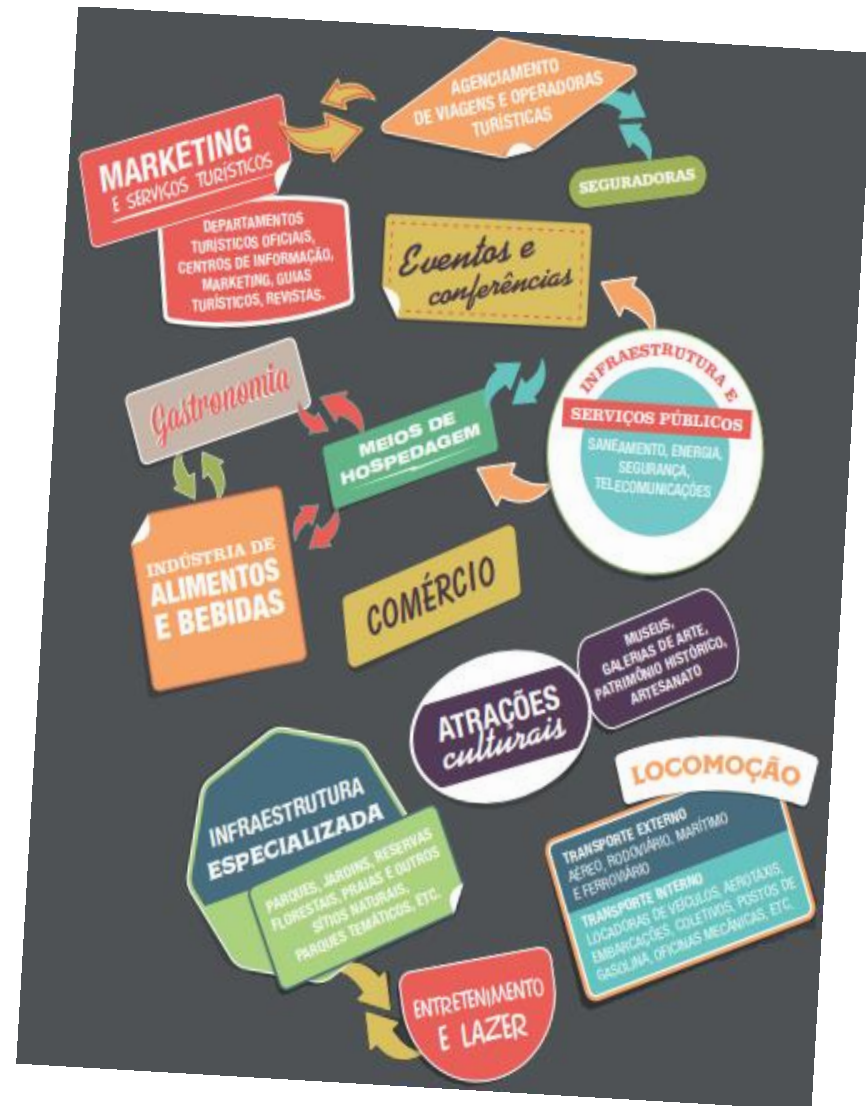 AGENCIAMENTO
DE VIAGENS E OPERADORAS
TURÍSTICAS
MARKETING
E SERVIÇOS TURÍSTICOS
SEGURADORAS
DEPARTAMENTOS
TURÍSTICOS OFICIAIS,
CENTROS DE INFORMAÇÃO,
MARKETING, GUIAS
TURÍSTICOS, REVISTAS.
Eventos e
conferências
Gastronomia
MEIOS DE
HOSPEDAGEM
INFRAESTRUTURA E
SERVIÇOS PÚBLICOS
SANEAMENTO, ENERGIA,
SEGURANÇA,
TELECOMUNICAÇÕES
INDÚSTRIA DE
ALIMENTOS
E BEBIDAS
COMÉRCIO
MUSEUS,
GALERIAS DE ARTE,
PATRIMÔNIO HISTÓRICO,
ARTESANATO
ATRAÇÕES
culturais
LOCOMOÇÃO
TRANSPORTE EXTERNO
AÉREO, RODOVIÁRIO, MARÍTIMO
E FERROVIÁRIO
TRANSPORTE INTERNO
LOCADORAS DE VEÍCULOS, AEROTÁXIS,
EMBARCAÇÕES, COLETIVOS, POSTOS DE
GASOLINA, OFICINAS MECÂNICAS, ETC.
INFRAESTRUTURA
ESPECIALIZADA
PARQUES, JARDINS, RESERVAS
FLORESTAIS, PRAIAS E OUTROS
SÍTIOS NATURAIS,
PARQUES TEMÁTICOS, ETC.
ENTRETENIMENTO
E LAZER